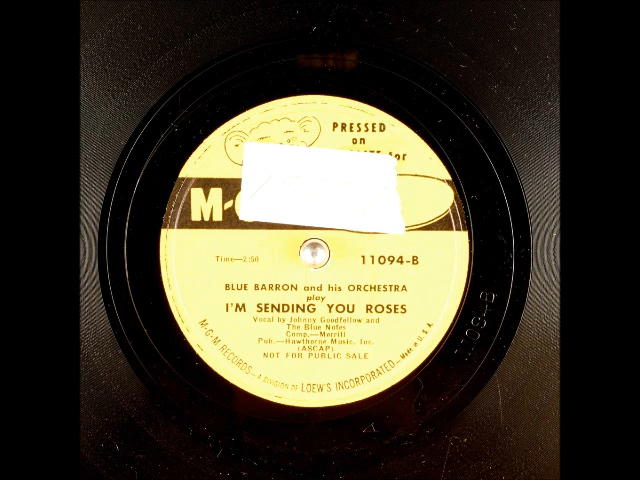 PRESSED
on
for
M-G
Time—2:50
11094-B
BLUE BARRON and his ORCHESTRA
play
I'M SENDING YOU ROSES
Vocal by Johnny Goodfellow and
The Blue Notes
Comp.—Merrill
Pub.—Hawthorne Music, Inc.
(ASCAP)
NOT FOR PUBLIC SALE
M-G-M RECORDS—A DIVISION OF LOEW'S INCORPORATED—Made in U.S.A.
11094-B